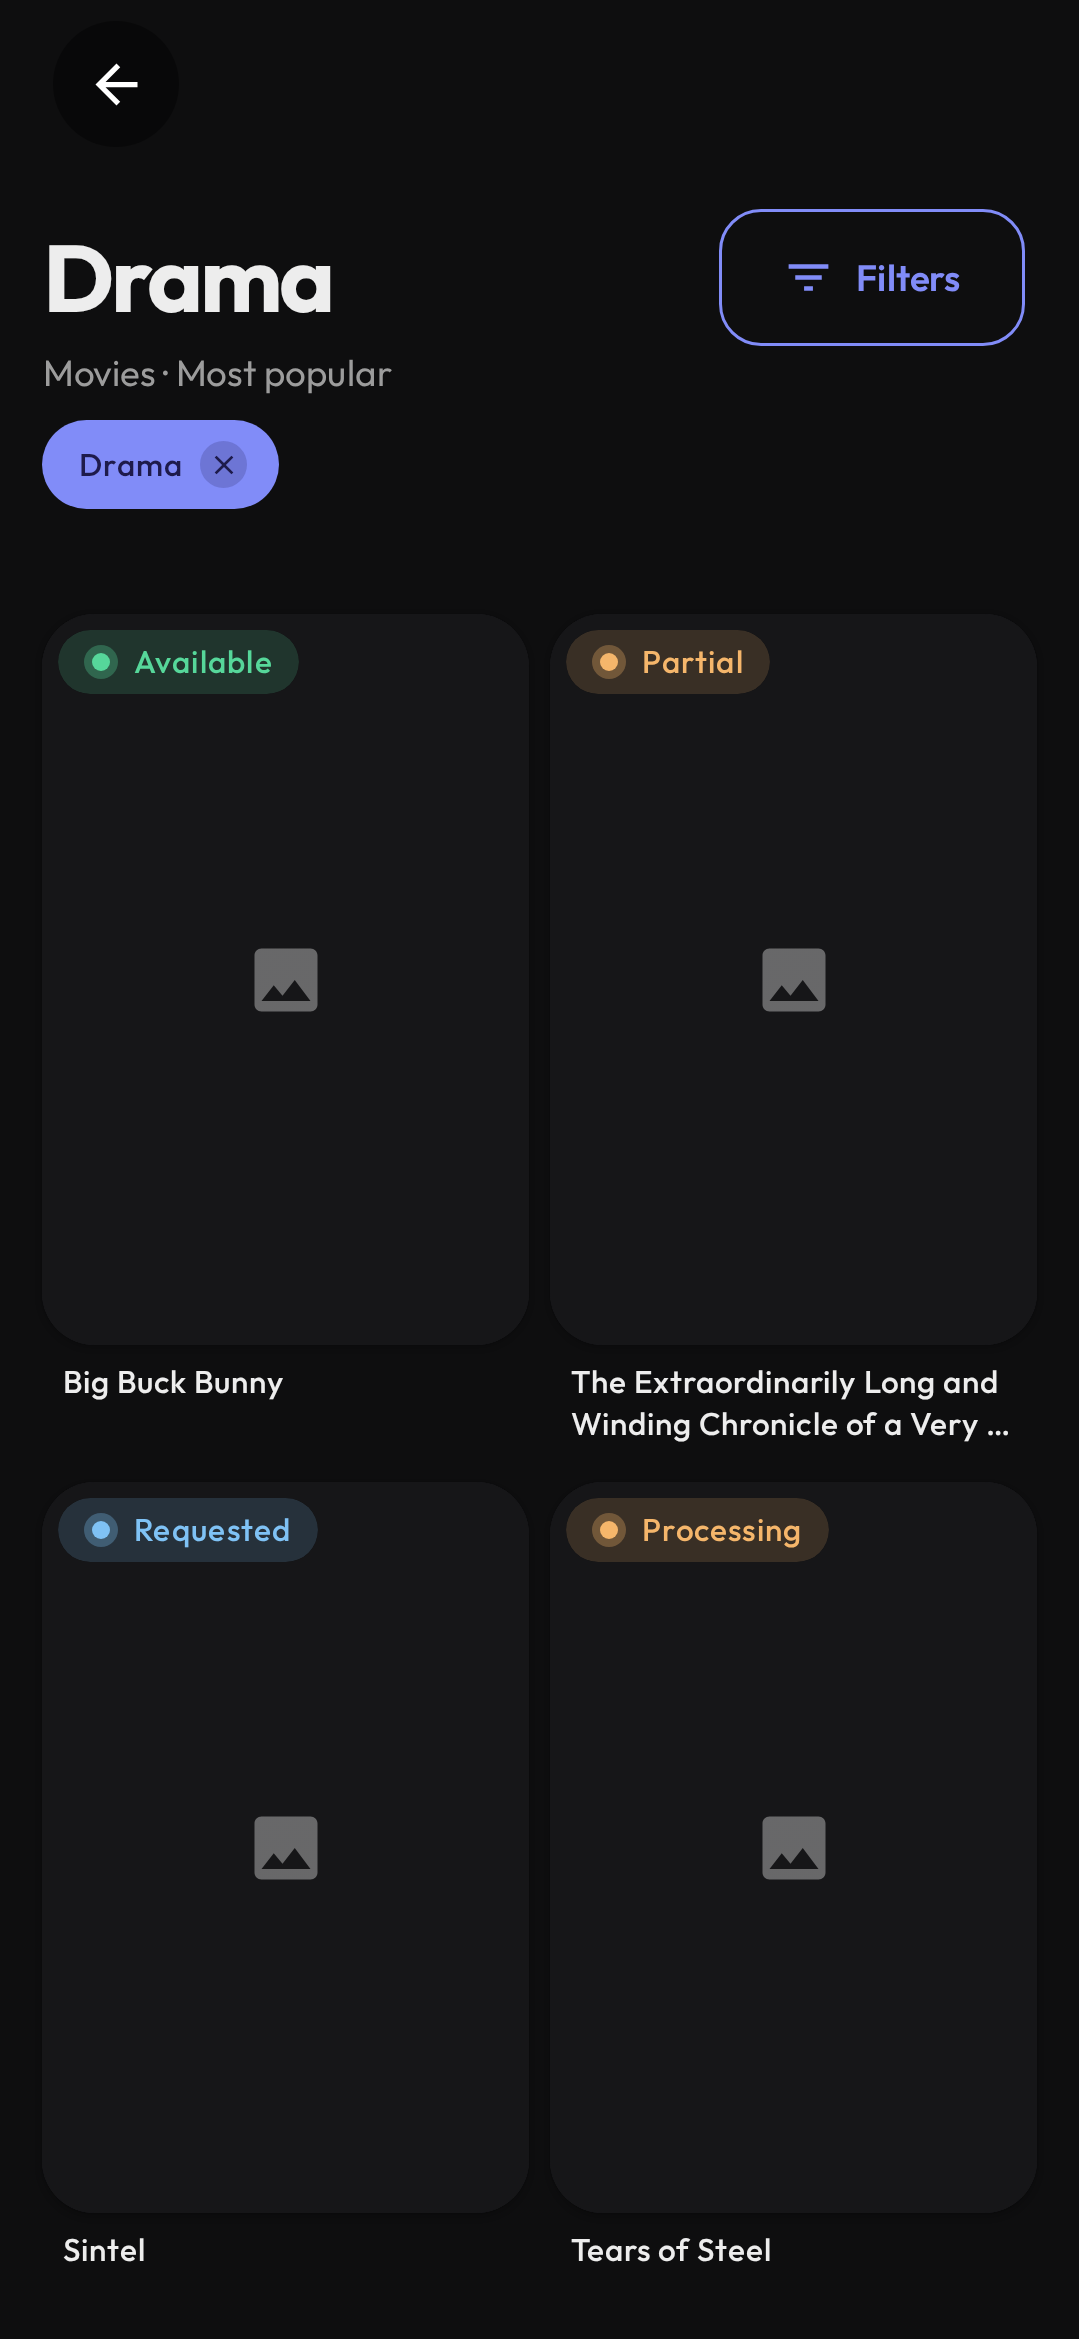 Drama
Filters
Movies · Most popular
Drama
Available
Partial
Big Buck Bunny
The Extraordinarily Long and
Winding Chronicle of a Very ...
Requested
Processing
Sintel
Tears of Steel